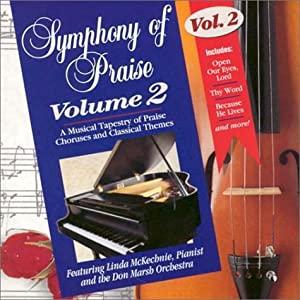 Symphony of
Praise
Volume 2
A Musical Tapestry of Praise
Choruses and Classical Themes
Featuring Linda McKechnie, Pianist
and the Don Marsh Orchestra
Vol. 2
Includes:
Open
Our Eyes,
Lord
Thy Word
Because
He Lives
and more!